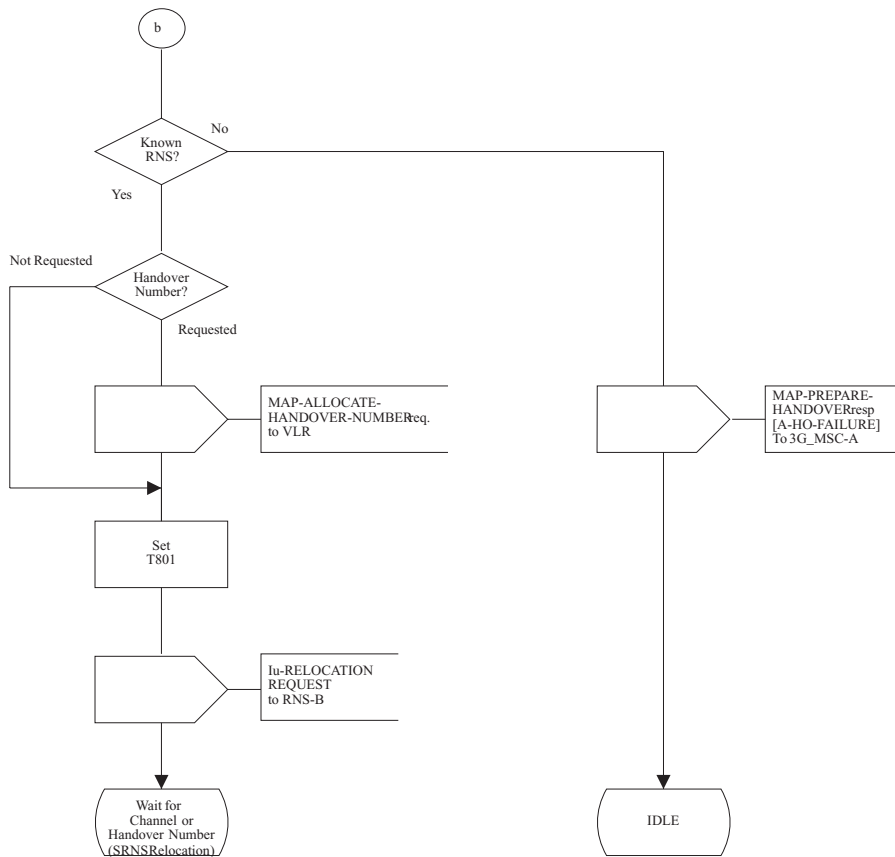 b
No
Known
RNS?
Yes
Not Requested
Handover
Number?
Requested
MAP-ALLOCATE-
HANDOVER-NUMBERreq.
to VLR
MAP-PREPARE-
HANDOVERresp
[A-HO-FAILURE]
To 3G_MSC-A
Set
T801
Iu-RELOCATION
REQUEST
to RNS-B
Wait for
Channel or
Handover Number
(SRNSRelocation)
IDLE